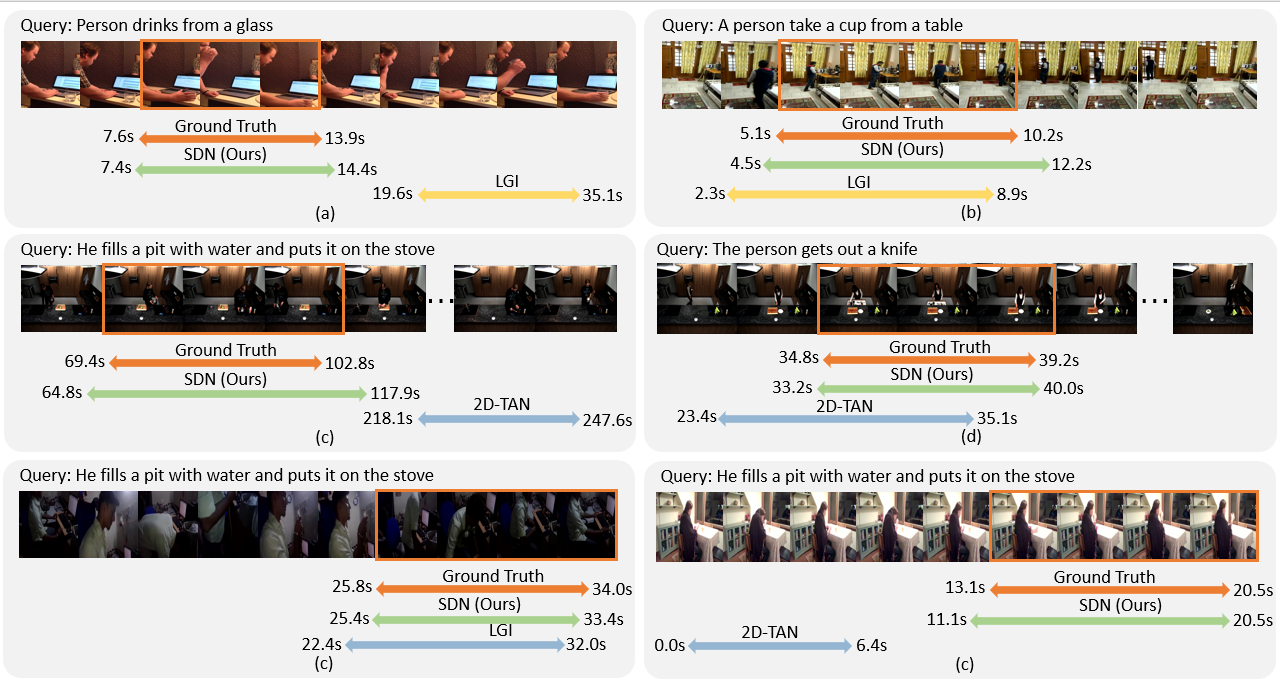 Query: Person drinks from a glass
Ground Truth
7.6s 13.9s
SDN (Ours)
7.4s 14.4s
LGI
19.6s 35.1s
(a)
Query: A person take a cup from a table
Ground Truth
5.1s 10.2s
SDN (Ours)
4.5s 12.2s
LGI
2.3s 8.9s
(b)
Query: He fills a pit with water and puts it on the stove
...
Ground Truth
69.4s 102.8s
SDN (Ours)
64.8s 117.9s
2D-TAN
218.1s 247.6s
(c)
Query: The person gets out a knife
...
Ground Truth
34.8s 39.2s
SDN (Ours)
33.2s 40.0s
2D-TAN
23.4s 35.1s
(d)
Query: He fills a pit with water and puts it on the stove
Ground Truth
25.8s 34.0s
SDN (Ours)
25.4s 33.4s
LGI
22.4s 32.0s
(c)
Query: He fills a pit with water and puts it on the stove
Ground Truth
13.1s 20.5s
SDN (Ours)
11.1s 20.5s
2D-TAN
0.0s 6.4s
(c)